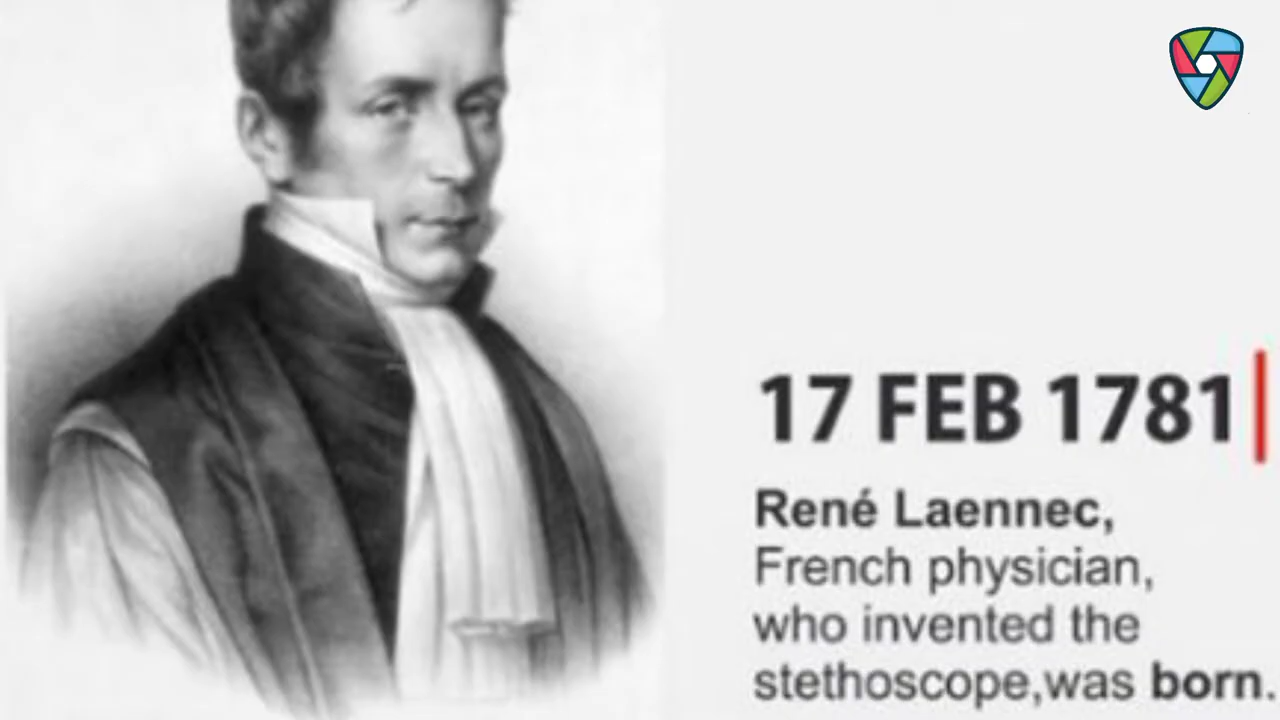 17 FEB 1781
René Laennec,
French physician,
who invented the
stethoscope,was born.